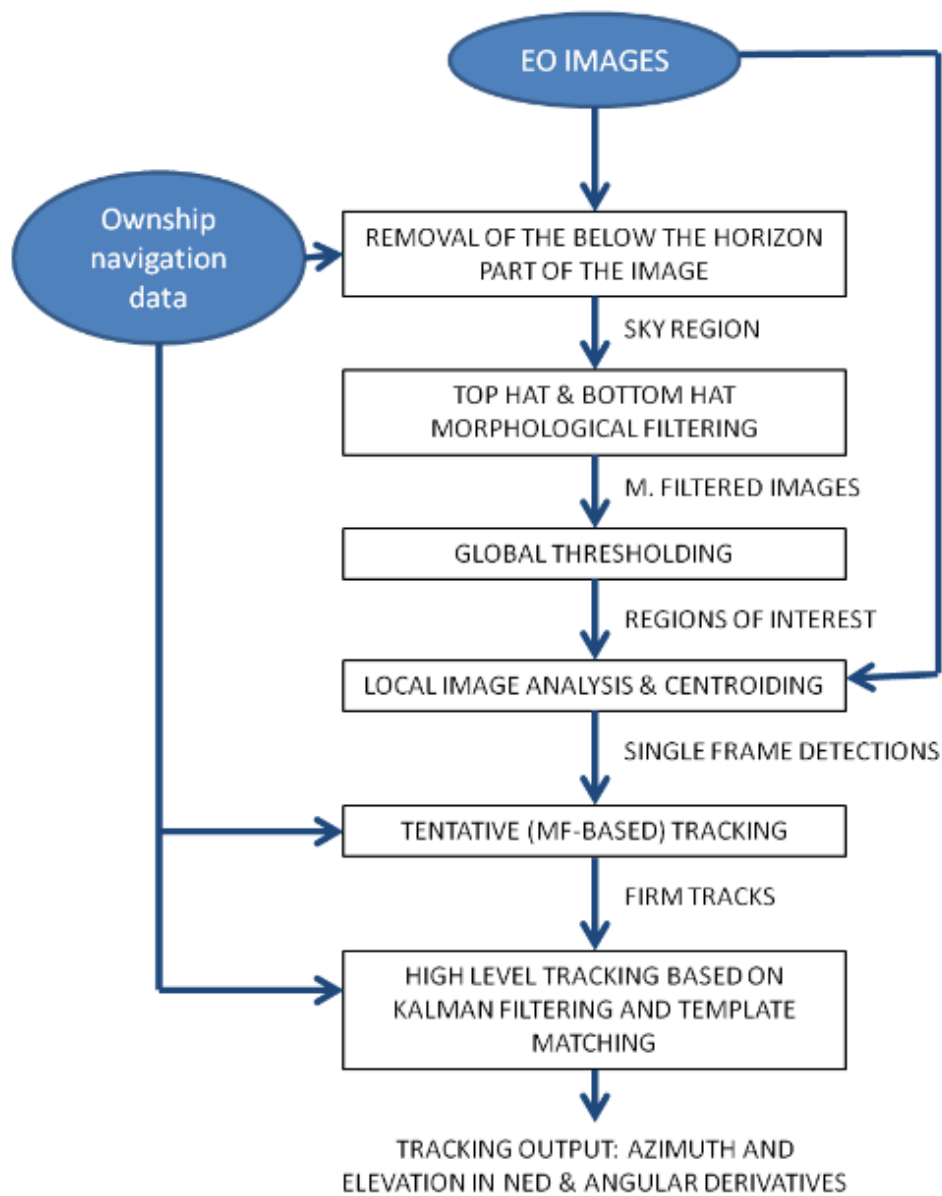 EO IMAGES
Ownship
navigation
data
REMOVAL OF THE BELOW THE HORIZON
PART OF THE IMAGE
SKY REGION
TOP HAT & BOTTOM HAT
MORPHOLOGICAL FILTERING
M. FILTERED IMAGES
GLOBAL THRESHOLDING
REGIONS OF INTEREST
LOCAL IMAGE ANALYSIS & CENTROIDING
SINGLE FRAME DETECTIONS
TENTATIVE (MF-BASED) TRACKING
FIRM TRACKS
HIGH LEVEL TRACKING BASED ON
KALMAN FILTERING AND TEMPLATE
MATCHING
TRACKING OUTPUT: AZIMUTH AND
ELEVATION IN NED & ANGULAR DERIVATIVES